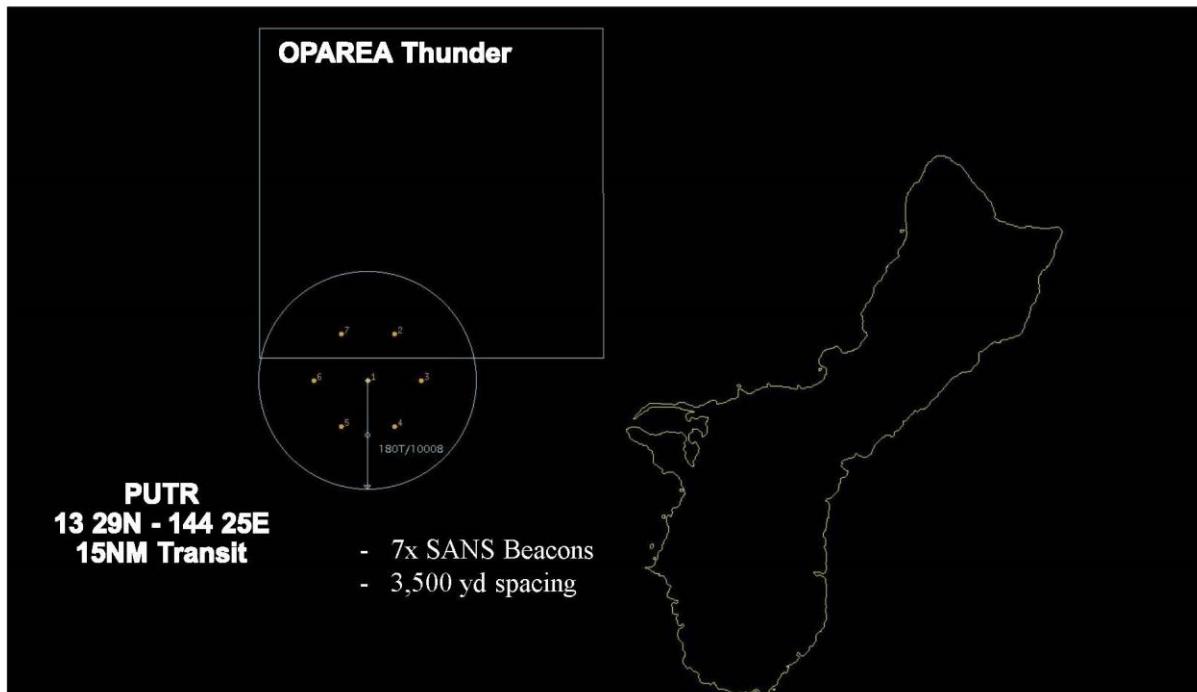 OPAREA Thunder
7
2
6
1
3
5
4
180T/10008
PUTR
13 29N - 144 25E
15NM Transit
- 7x SANS Beacons
- 3,500 yd spacing